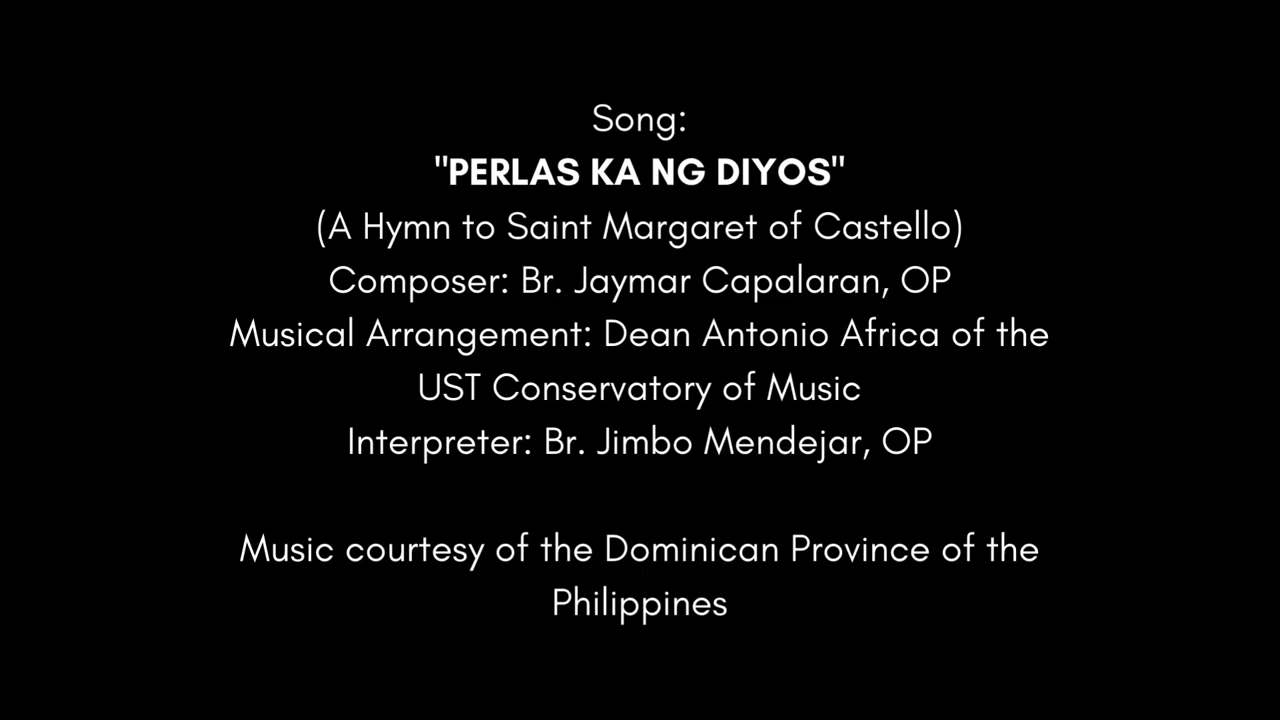 Song:
"PERLAS KA NG DIYOS"
(A Hymn to Saint Margaret of Castello)
Composer: Br. Jaymar Capalaran, OP
Musical Arrangement: Dean Antonio Africa of the
UST Conservatory of Music
Interpreter: Br. Jimbo Mendejar, OP
Music courtesy of the Dominican Province of the
Philippines